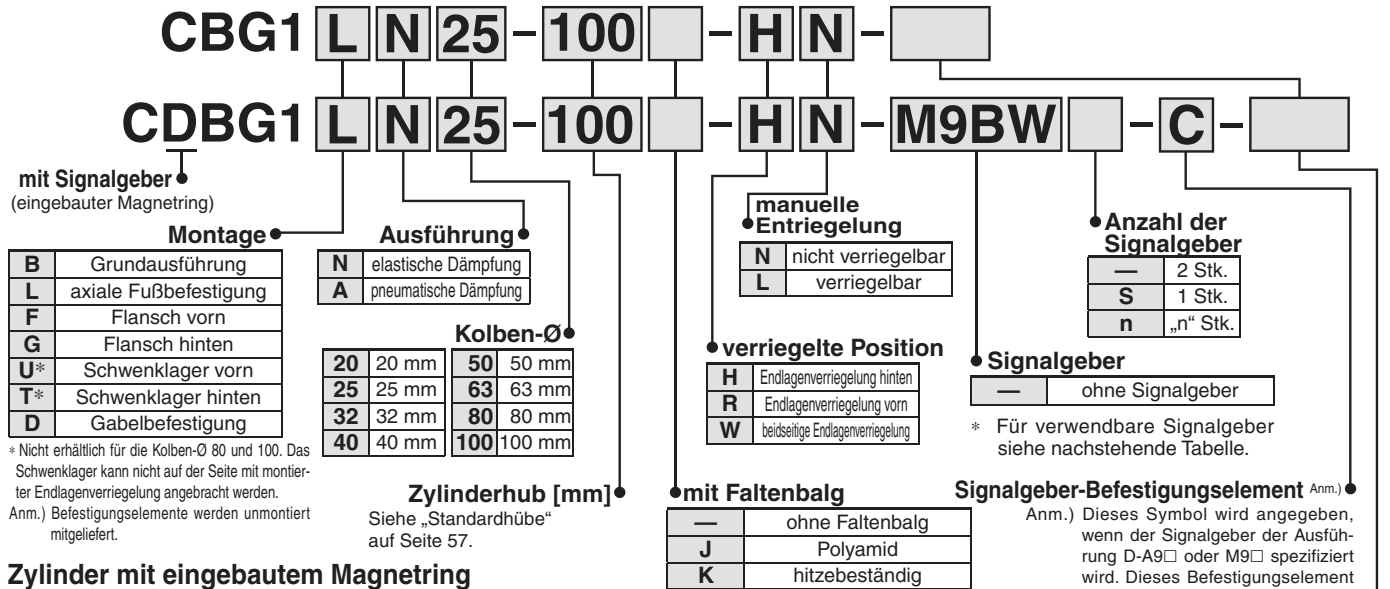 CBG1 L N 25 – 100 – H N –
CDBG1 L N 25 – 100 – H N – M9BW – C –
mit Signalgeber
(eingebauter Magnetring)
Montage
B Grundausführung
L axiale Fußbefestigung
F Flansch vorn
G Flansch hinten
U* Schwenklager vorn
T* Schwenklager hinten
D Gabelbefestigung
* Nicht erhältlich für die Kolben-Ø 80 und 100. Das
Schwenklager kann nicht auf der Seite mit montier-
ter Endlagenverriegelung angebracht werden.
Anm.) Befestigungselemente werden unmontiert
mitgeliefert.
Ausführung
N elastische Dämpfung
A pneumatische Dämpfung
Kolben-Ø
20 20 mm 50 50 mm
25 25 mm 63 63 mm
32 32 mm 80 80 mm
40 40 mm 100 100 mm
Zylinderhub [mm]
Siehe „Standardhübe“
auf Seite 57.
manuelle
Entriegelung
N nicht verriegelbar
L verriegelbar
verriegelte Position
H Endlagenverriegelung hinten
R Endlagenverriegelung vorn
W beidseitige Endlagenverriegelung
mit Faltenbalg
— ohne Faltenbalg
J Polyamid
K hitzebeständig
Anzahl der
Signalgeber
— 2 Stk.
S 1 Stk.
n „n“ Stk.
Signalgeber
— ohne Signalgeber
* Für verwendbare Signalgeber
siehe nachstehende Tabelle.
Signalgeber-Befestigungselement Anm.)
Anm.) Dieses Symbol wird angegeben,
wenn der Signalgeber der Ausfüh-
rung D-A9□ oder M9□ spezifiziert
wird. Dieses Befestigungselement
Zylinder mit eingebautem Magnetring